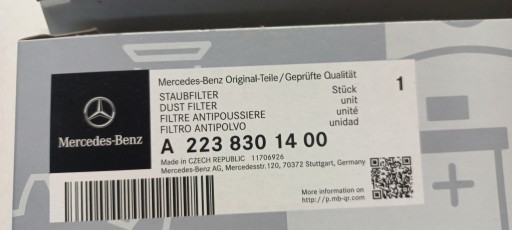 Mercedes-Benz
Mercedes-Benz Original-Teile/Geprüfte Qualität
STAUBFILTER Stück 1
DUST FILTER unit
FILTRE ANTIPOUSSIERE unité
FILTRO ANTIPOLVO unidad
A 223 830 14 00
Made in CZECH REPUBLIC 11706926
Mercedes-Benz AG, Mercedesstr.120, 70372 Stuttgart, Germany
More information on
http://p.mb-qr.com